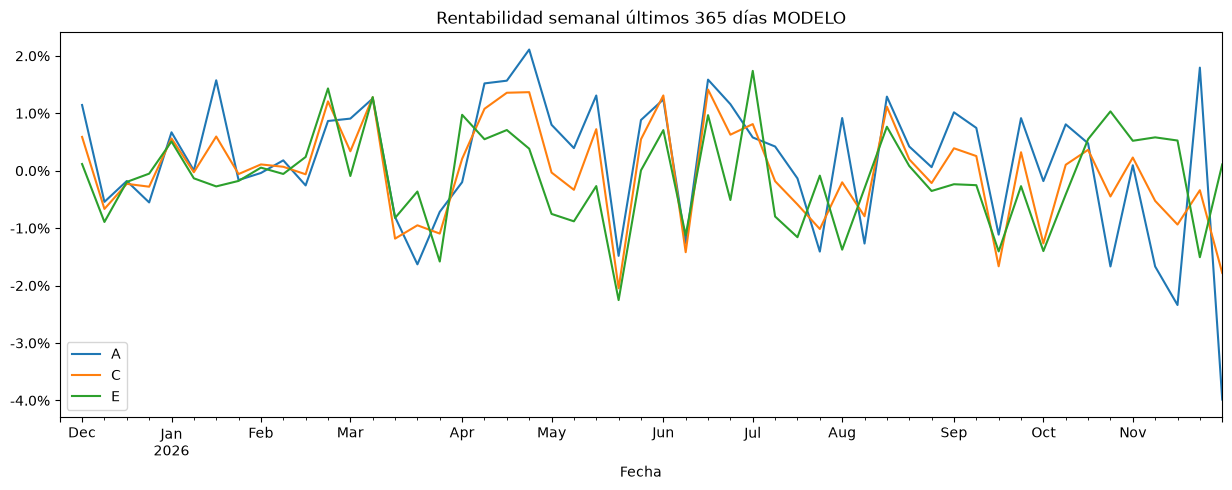 Rentabilidad semanal últimos 365 días MODELO
2.0%
1.0%
0.0%
-1.0%
-2.0%
-3.0%
-4.0%
A
C
E
Dec Jan Feb Mar Apr May Jun Jul Aug Sep Oct Nov
2026
Fecha